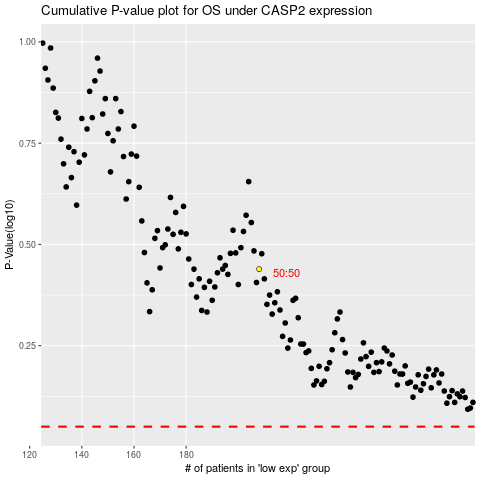 Cumulative P-value plot for OS under CASP2 expression
1.00
0.75
0.50
0.25
P-Value(log10)
50:50
120 140 160 180
# of patients in 'low exp' group